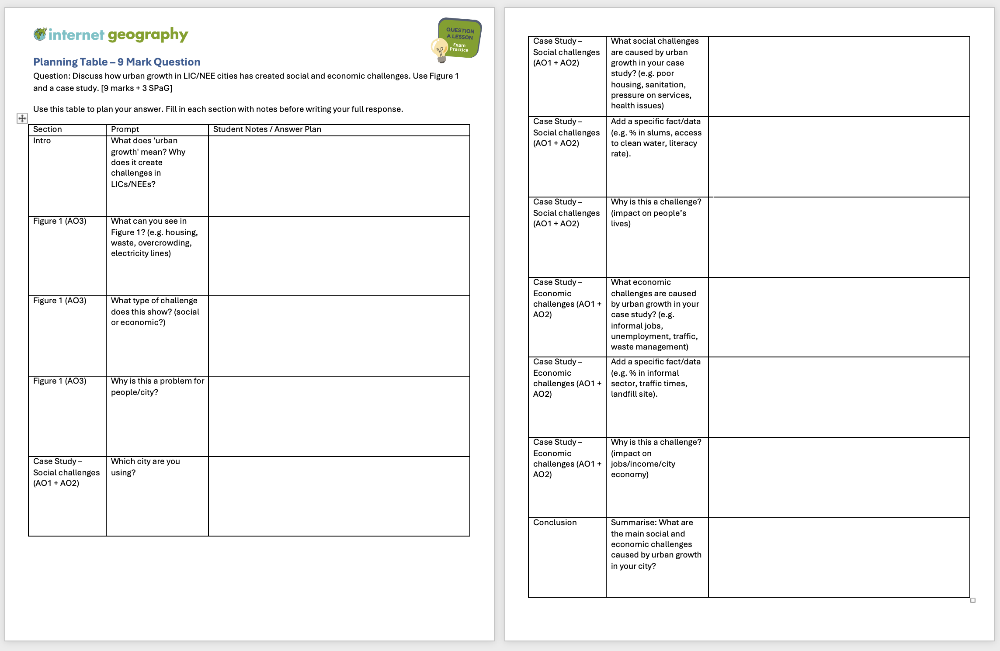 internet geography
QUESTION
A LESSON
Exam
Practice
Planning Table – 9 Mark Question
Question: Discuss how urban growth in LIC/NEE cities has created social and economic challenges. Use Figure 1
and a case study. [9 marks + 3 SPaG]
Use this table to plan your answer. Fill in each section with notes before writing your full response.
Section
Prompt
Student Notes / Answer Plan
Intro
What does 'urban
growth' mean? Why
does it create
challenges in
LICs/NEEs?
Figure 1 (AO3)
What can you see in
Figure 1? (e.g. housing,
waste, overcrowding,
electricity lines)
Figure 1 (AO3)
What type of challenge
does this show? (social
or economic?)
Figure 1 (AO3)
Why is this a problem for
people/city?
Case Study –
Social challenges
(AO1 + AO2)
Which city are you
using?
Case Study –
Social challenges
(AO1 + AO2)
What social challenges
are caused by urban
growth in your case
study? (e.g. poor
housing, sanitation,
pressure on services,
health issues)
Case Study –
Social challenges
(AO1 + AO2)
Add a specific fact/data
(e.g. % in slums, access
to clean water, literacy
rate).
Case Study –
Social challenges
(AO1 + AO2)
Why is this a challenge?
(impact on people’s
lives)
Case Study –
Economic
challenges (AO1 +
AO2)
What economic
challenges are caused
by urban growth in your
case study? (e.g.
informal jobs,
unemployment, traffic,
waste management)
Case Study –
Economic
challenges (AO1 +
AO2)
Add a specific fact/data
(e.g. % in informal
sector, traffic times,
landfill site).
Case Study –
Economic
challenges (AO1 +
AO2)
Why is this a challenge?
(impact on
jobs/income/city
economy)
Conclusion
Summarise: What are
the main social and
economic challenges
caused by urban growth
in your city?